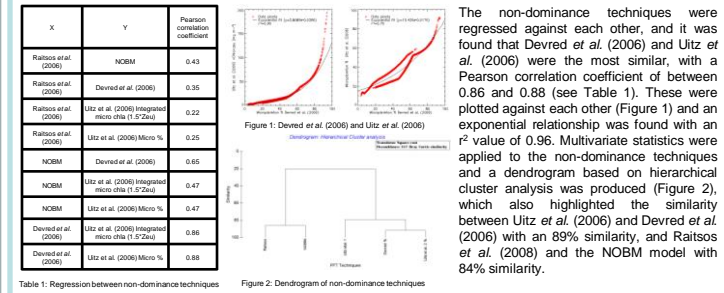 X Y Pearson correlation coefficient
Raitsos et al. (2006) NOBM 0.43
Raitsos et al. (2006) Devred et al. (2006) 0.35
Raitsos et al. (2006) Uitz et al. (2006) Integrated micro chla (1.5*Zeu) 0.22
Raitsos et al. (2006) Uitz et al. (2006) Micro % 0.25
NOBM Devred et al. (2006) 0.65
NOBM Uitz et al. (2006) Integrated micro chla (1.5*Zeu) 0.47
NOBM Uitz et al. (2006) Micro % 0.47
Devred et al. (2006) Uitz et al. (2006) Integrated micro chla (1.5*Zeu) 0.86
Devred et al. (2006) Uitz et al. (2006) Micro % 0.88
Table 1: Regression between non-dominance techniques
Figure 1: Devred et al. (2006) and Uitz et al. (2006)
Dendrogram: Hierarchical Cluster analysis
Similarity
0
20
40
60
80
100
PFT Techniques
Figure 2: Dendrogram of non-dominance techniques
The non-dominance techniques were
regressed against each other, and it was
found that Devred et al. (2006) and Uitz et
al. (2006) were the most similar, with a
Pearson correlation coefficient of between
0.86 and 0.88 (see Table 1). These were
plotted against each other (Figure 1) and an
exponential relationship was found with an
r² value of 0.96. Multivariate statistics were
applied to the non-dominance techniques
and a dendrogram based on hierarchical
cluster analysis was produced (Figure 2),
which also highlighted the similarity
between Uitz et al. (2006) and Devred et al.
(2006) with an 89% similarity, and Raitsos
et al. (2008) and the NOBM model with
84% similarity.